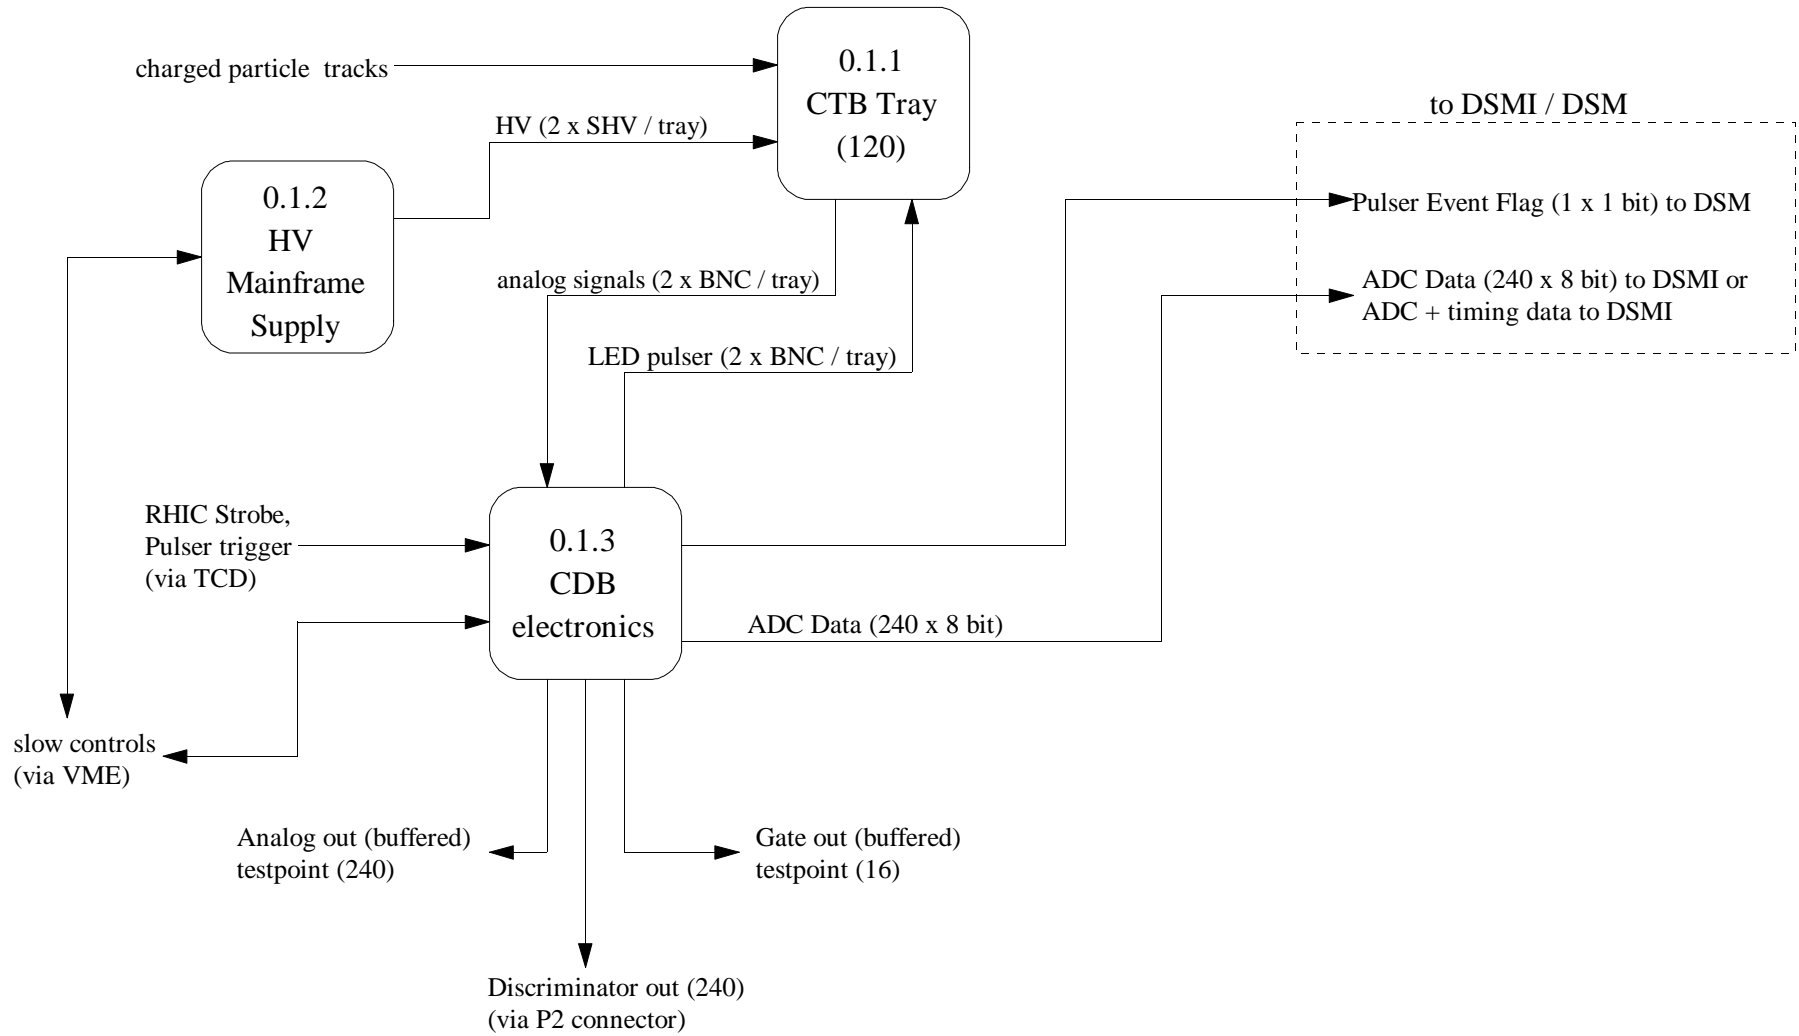 charged particle tracks
0.1.1
CTB Tray
(120)
to DSMI / DSM
HV (2 x SHV / tray)
0.1.2
HV
Mainframe
Supply
Pulser Event Flag (1 x 1 bit) to DSM
analog signals (2 x BNC / tray)
ADC Data (240 x 8 bit) to DSMI or
ADC + timing data to DSMI
LED pulser (2 x BNC / tray)
RHIC Strobe,
Pulser trigger
(via TCD)
0.1.3
CDB
electronics
ADC Data (240 x 8 bit)
slow controls
(via VME)
Analog out (buffered)
testpoint (240)
Gate out (buffered)
testpoint (16)
Discriminator out (240)
(via P2 connector)